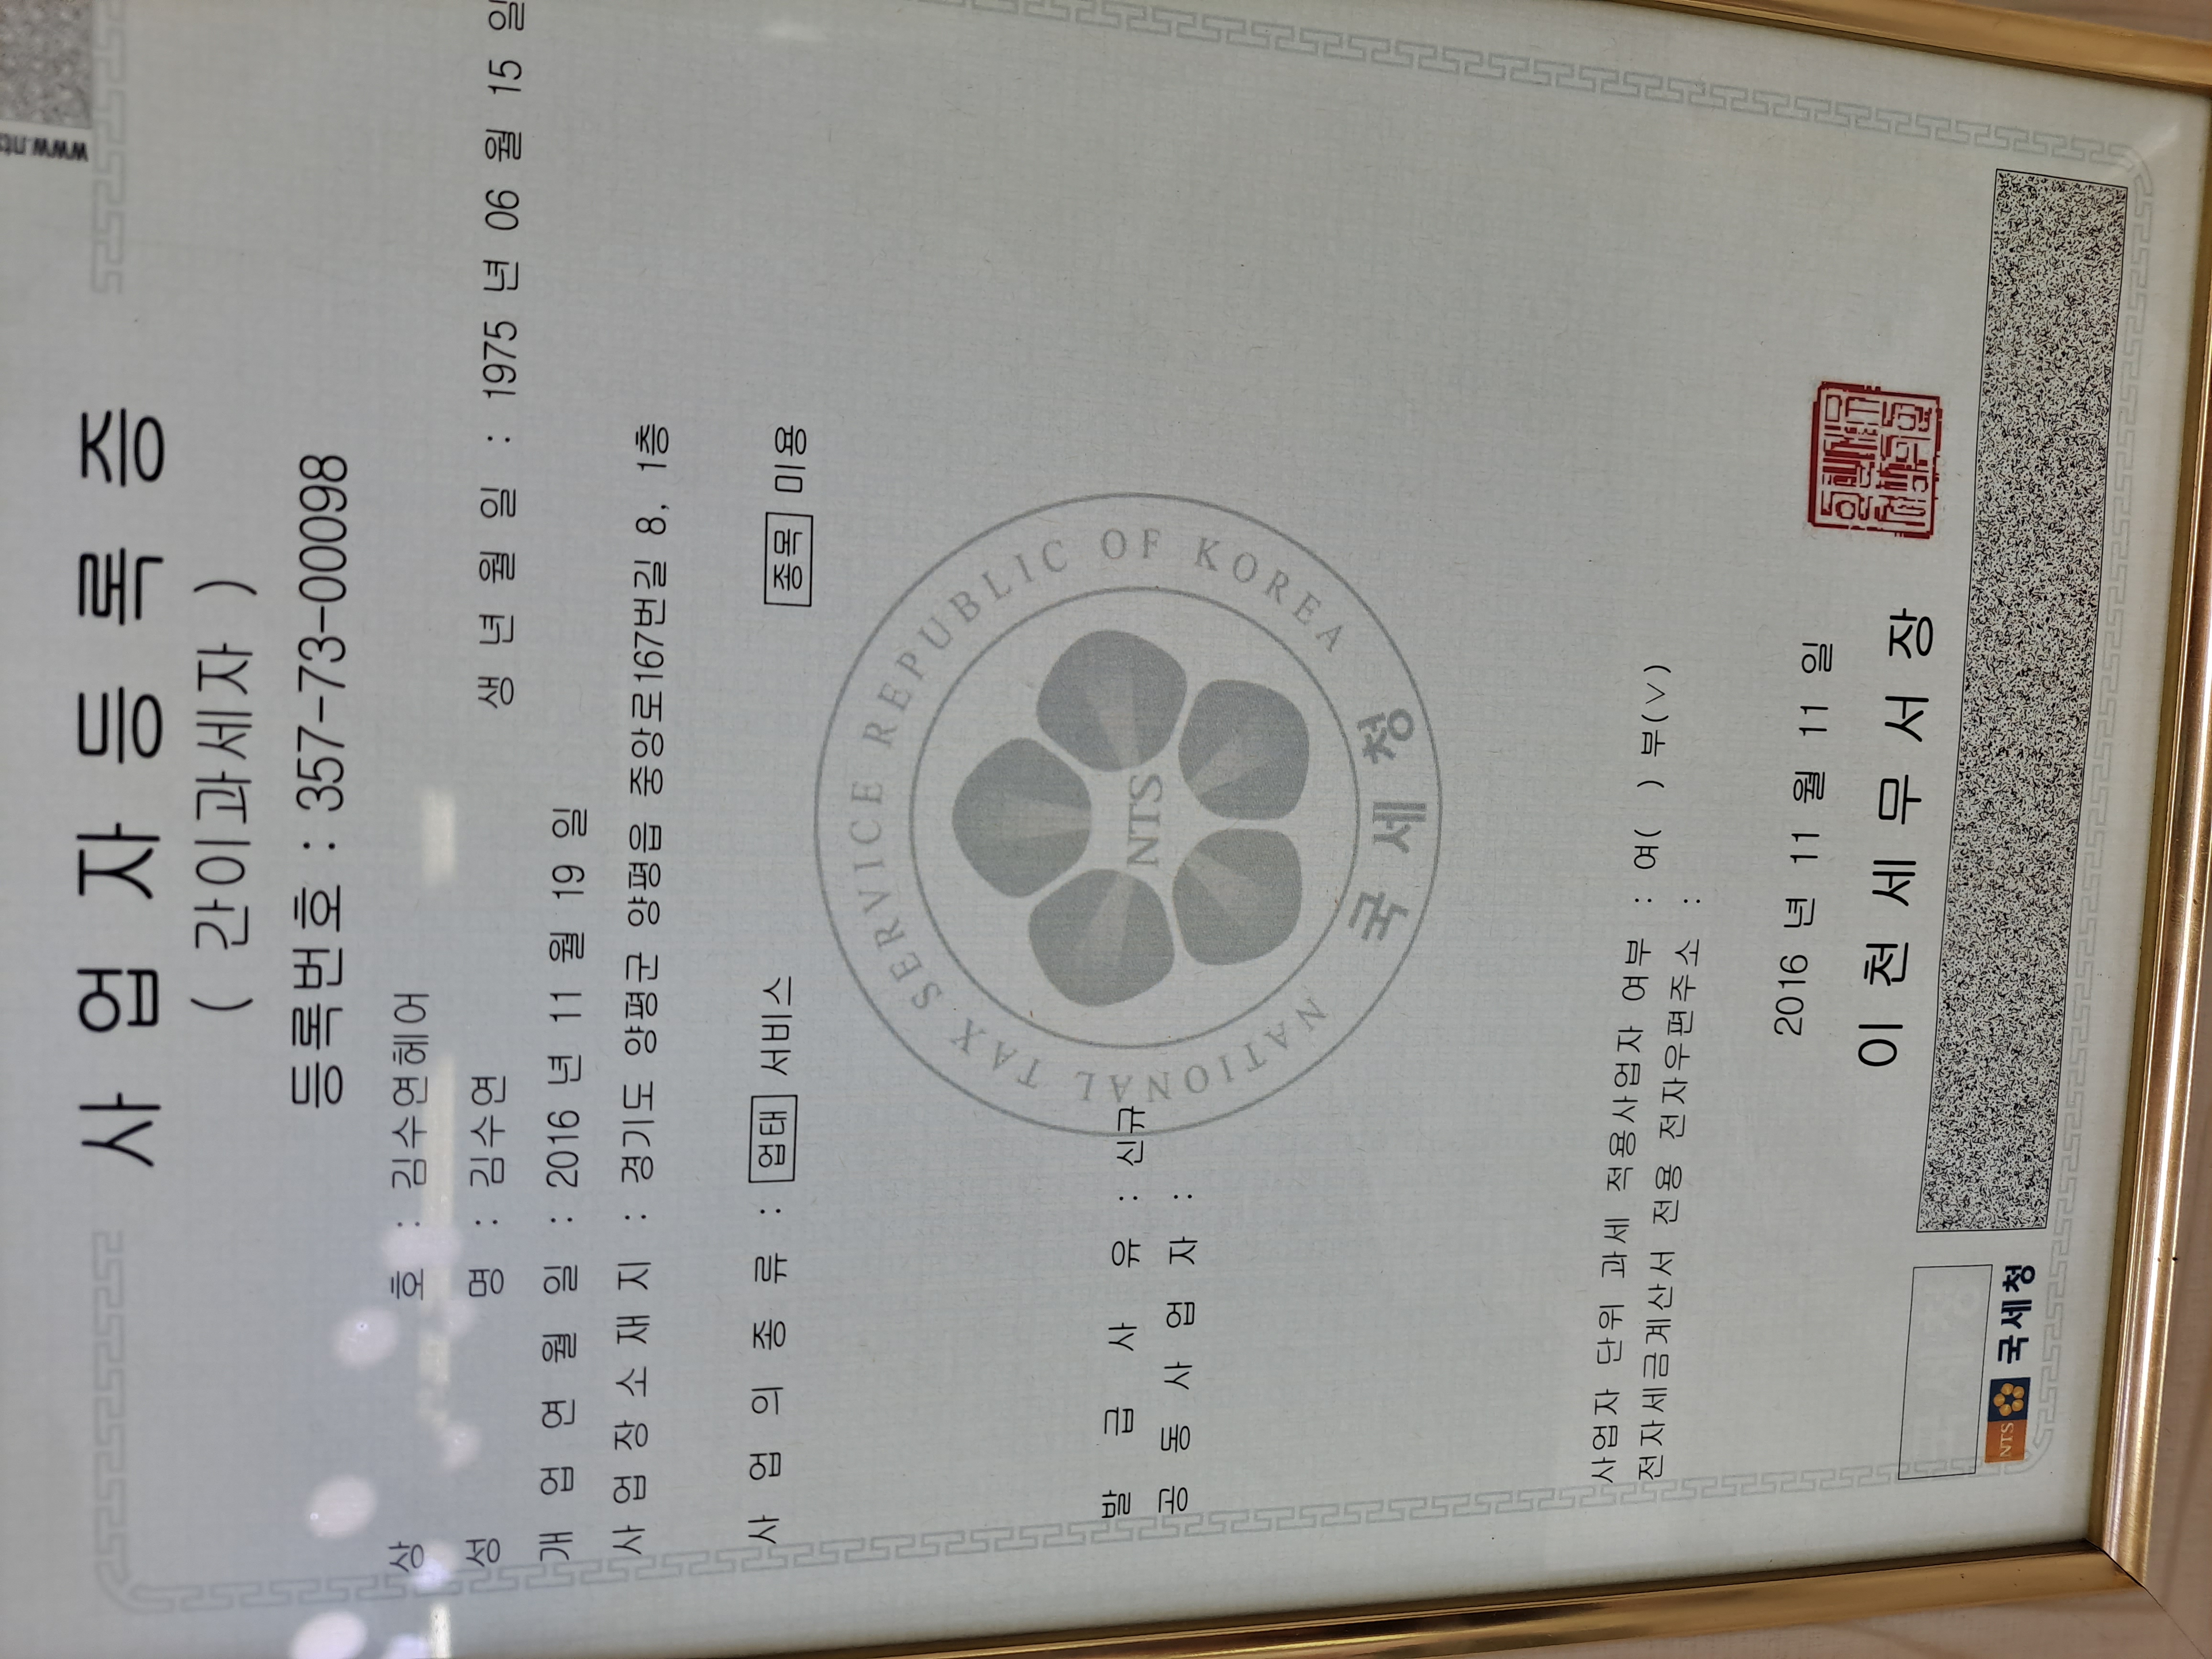 www.nts
사업자등록증
( 간이과세자 )
등록번호 : 357-73-00098
상 호 : 김수연헤어
성 명 : 김수연 생 년 월 일 : 1975 년 06 월 15 일
개 업 연 월 일 : 2016 년 11 월 19 일
사 업 장 소 재 지 : 경기도 양평군 양평읍 중앙로167번길 8, 1층
사 업 의 종 류 : 업태 서비스 종목 미용
NATIONAL TAX SERVICE REPUBLIC OF KOREA
NTS
국세청
발 급 사 유 : 신규
공 동 사 업 자 :
사업자 단위 과세 적용사업자 여부 : 여( ) 부(∨)
전자세금계산서 전용 전자우편주소 :
2016 년 11 월 11 일
이 천 세 무 서 장
NTS 국세청